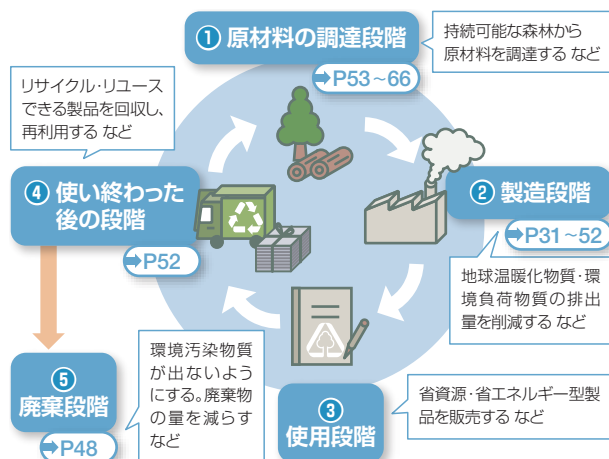 ① 原材料の調達段階
➡P53~66
持続可能な森林から
原材料を調達する など
リサイクル・リユース
できる製品を回収し、
再利用する など
④ 使い終わった
後の段階
➡P52
② 製造段階
➡P31~52
地球温暖化物質・環
境負荷物質の排出
量を削減する など
⑤
廃棄段階
➡P48
環境汚染物質
が出ないよう
にする。廃棄物
の量を減らす
など
③
使用段階
省資源・省エネルギー型製
品を販売する など